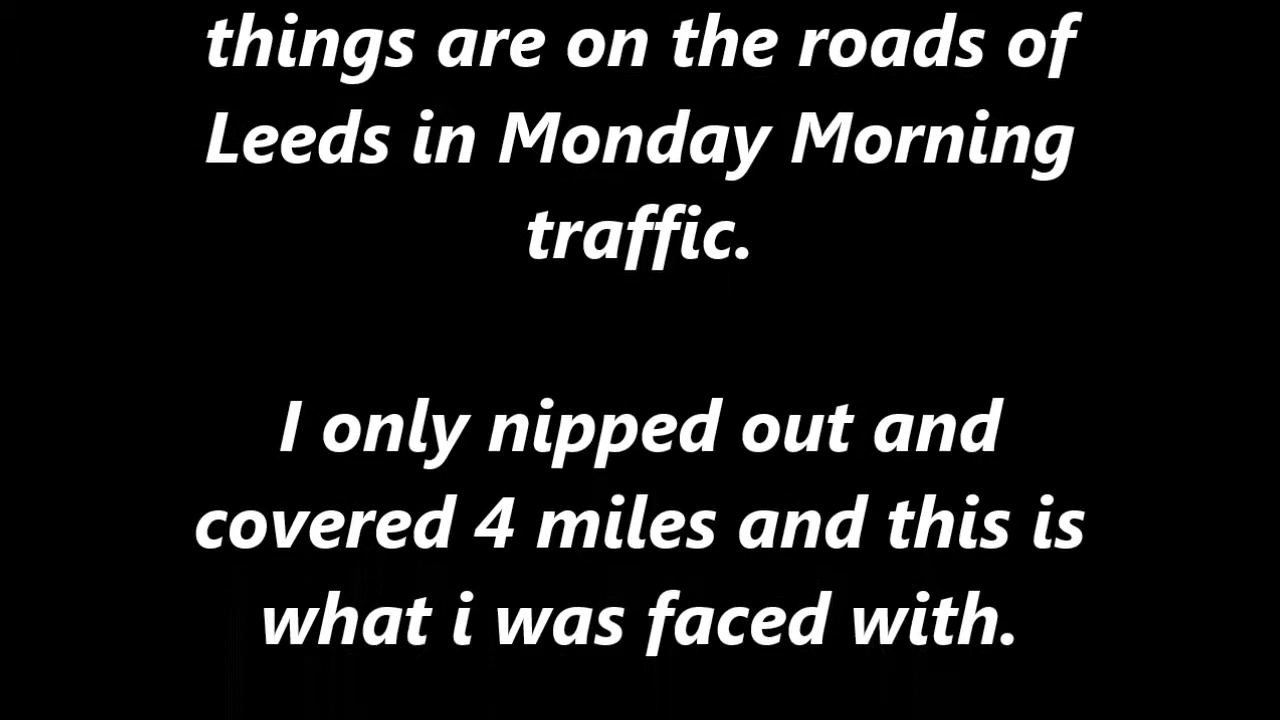 things are on the roads of
Leeds in Monday Morning
traffic.
I only nipped out and
covered 4 miles and this is
what i was faced with.